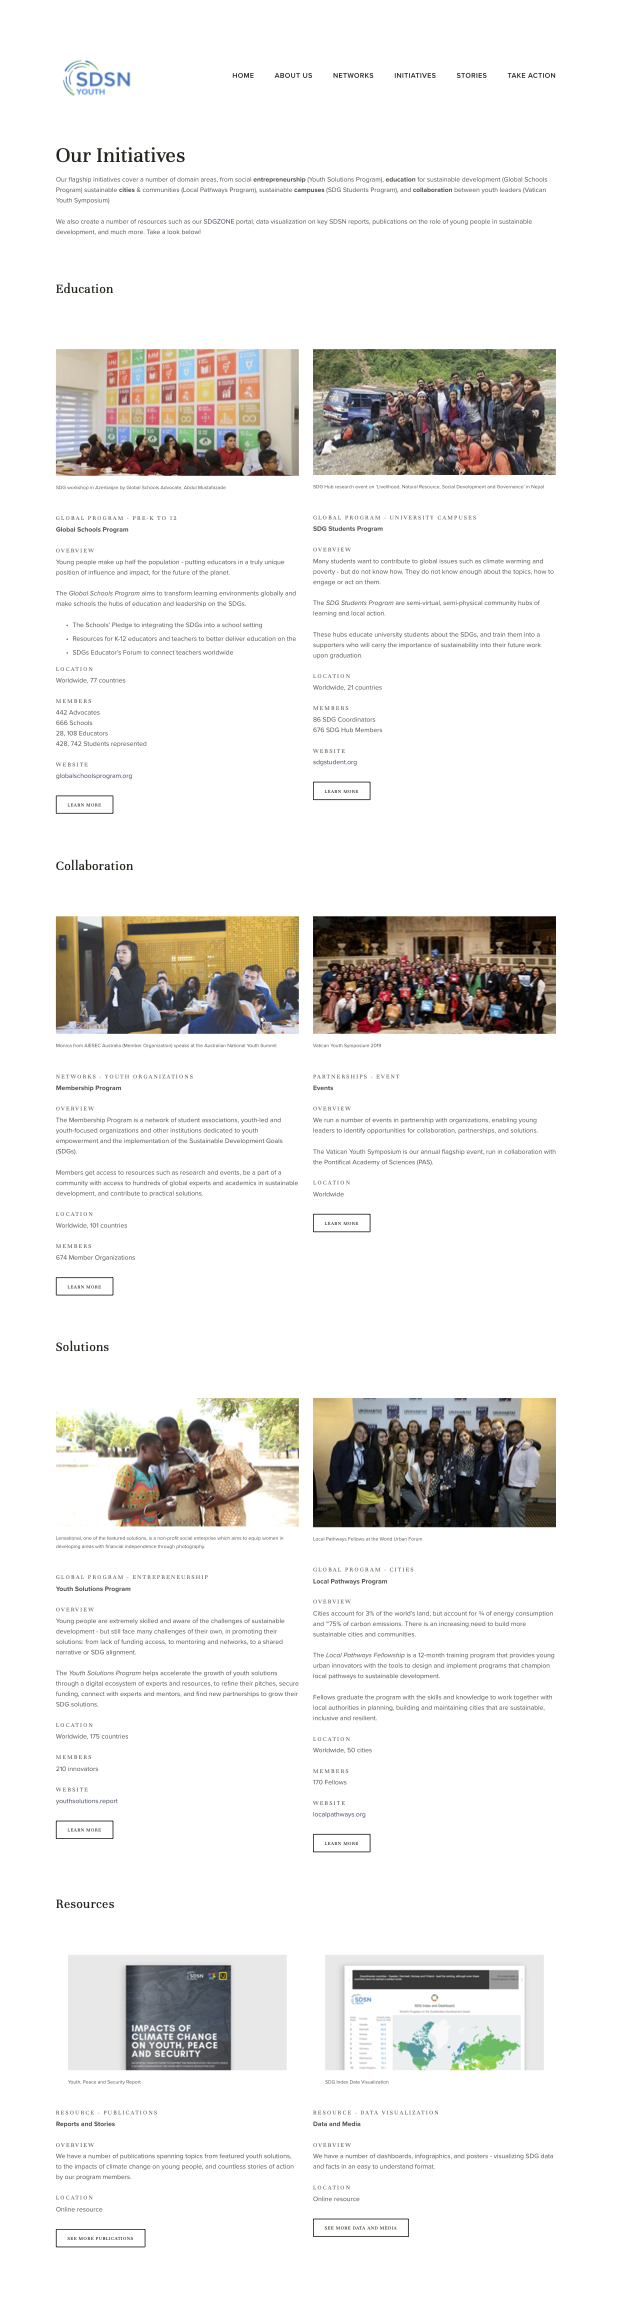 SDSN
YOUTH
HOME ABOUT US NETWORKS INITIATIVES STORIES TAKE ACTION
Our Initiatives
Our flagship initiatives cover a number of domain areas, from social entrepreneurship (Youth Solutions Program), education for sustainable development (Global Schools
Program) sustainable cities & communities (Local Pathways Program), sustainable campuses (SDG Students Program), and collaboration between youth leaders (Vatican
Youth Symposium)
We also create a number of resources such as our SDGZONE portal, data visualization on key SDSN reports, publications on the role of young people in sustainable
development, and much more. Take a look below!
Education
SDG workshop in Azerbaijan by Global Schools Advocate, Abdul Mustafazade
GLOBAL PROGRAM - PRE-K TO 12
Global Schools Program
OVERVIEW
Young people make up half the population - putting educators in a truly unique
position of influence and impact, for the future of the planet.
The Global Schools Program aims to transform learning environments globally and
make schools the hubs of education and leadership on the SDGs.
• The Schools' Pledge to integrating the SDGs into a school setting
• Resources for K-12 educators and teachers to better deliver education on the
• SDGs Educator's Forum to connect teachers worldwide
LOCATION
Worldwide, 77 countries
MEMBERS
442 Advocates
666 Schools
28, 108 Educators
428, 742 Students represented
WEBSITE
globalschoolsprogram.org
LEARN MORE
SDG Hub research event on 'Livelihood, Natural Resource, Social Development and Governance' in Nepal
GLOBAL PROGRAM - UNIVERSITY CAMPUSES
SDG Students Program
OVERVIEW
Many students want to contribute to global issues such as climate warming and
poverty - but do not know how. They do not know enough about the topics, how to
engage or act on them.
The SDG Students Program are semi-virtual, semi-physical community hubs of
learning and local action.
These hubs educate university students about the SDGs, and train them into a
supporters who will carry the importance of sustainability into their future work
upon graduation.
LOCATION
Worldwide, 21 countries
MEMBERS
86 SDG Coordinators
676 SDG Hub Members
WEBSITE
sdgstudent.org
LEARN MORE
Collaboration
Monica from AIESEC Australia (Member Organization) speaks at the Australian National Youth Summit
NETWORKS - YOUTH ORGANIZATIONS
Membership Program
OVERVIEW
The Membership Program is a network of student associations, youth-led and
youth-focused organizations and other institutions dedicated to youth
empowerment and the implementation of the Sustainable Development Goals
(SDGs).
Members get access to resources such as research and events, be a part of a
community with access to hundreds of global experts and academics in sustainable
development, and contribute to practical solutions.
LOCATION
Worldwide, 101 countries
MEMBERS
674 Member Organizations
LEARN MORE
Vatican Youth Symposium 2019
PARTNERSHIPS - EVENT
Events
OVERVIEW
We run a number of events in partnership with organizations, enabling young
leaders to identify opportunities for collaboration, partnerships, and solutions.
The Vatican Youth Symposium is our annual flagship event, run in collaboration with
the Pontifical Academy of Sciences (PAS).
LOCATION
Worldwide
LEARN MORE
Solutions
Lensational, one of the featured solutions, is a non-profit social enterprise which aims to equip women in
developing areas with financial independence through photography.
GLOBAL PROGRAM - ENTREPRENEURSHIP
Youth Solutions Program
OVERVIEW
Young people are extremely skilled and aware of the challenges of sustainable
development - but still face many challenges of their own, in promoting their
solutions: from lack of funding access, to mentoring and networks, to a shared
narrative or SDG alignment.
The Youth Solutions Program helps accelerate the growth of youth solutions
through a digital ecosystem of experts and resources, to refine their pitches, secure
funding, connect with experts and mentors, and find new partnerships to grow their
SDG solutions.
LOCATION
Worldwide, 175 countries
MEMBERS
210 innovators
WEBSITE
youthsolutions.report
LEARN MORE
Local Pathways Fellows at the World Urban Forum
GLOBAL PROGRAM - CITIES
Local Pathways Program
OVERVIEW
Cities account for 3% of the world's land, but account for ¾ of energy consumption
and ~75% of carbon emissions. There is an increasing need to build more
sustainable cities and communities.
The Local Pathways Fellowship is a 12-month training program that provides young
urban innovators with the tools to design and implement programs that champion
local pathways to sustainable development.
Fellows graduate the program with the skills and knowledge to work together with
local authorities in planning, building and maintaining cities that are sustainable,
inclusive and resilient.
LOCATION
Worldwide, 50 cities
MEMBERS
170 Fellows
WEBSITE
localpathways.org
LEARN MORE
Resources
SDSN
IMPACTS OF
CLIMATE CHANGE
ON YOUTH, PEACE
AND SECURITY
Youth, Peace and Security Report
RESOURCE - PUBLICATIONS
Reports and Stories
OVERVIEW
We have a number of publications spanning topics from featured youth solutions,
to the impacts of climate change on young people, and countless stories of action
by our program members.
LOCATION
Online resource
SEE MORE PUBLICATIONS
SDSN
SDG Index and Dashboard
SDG Index Data Visualization
RESOURCE - DATA VISUALIZATION
Data and Media
OVERVIEW
We have a number of dashboards, infographics, and posters - visualizing SDG data
and facts in an easy to understand format.
LOCATION
Online resource
SEE MORE DATA AND MEDIA